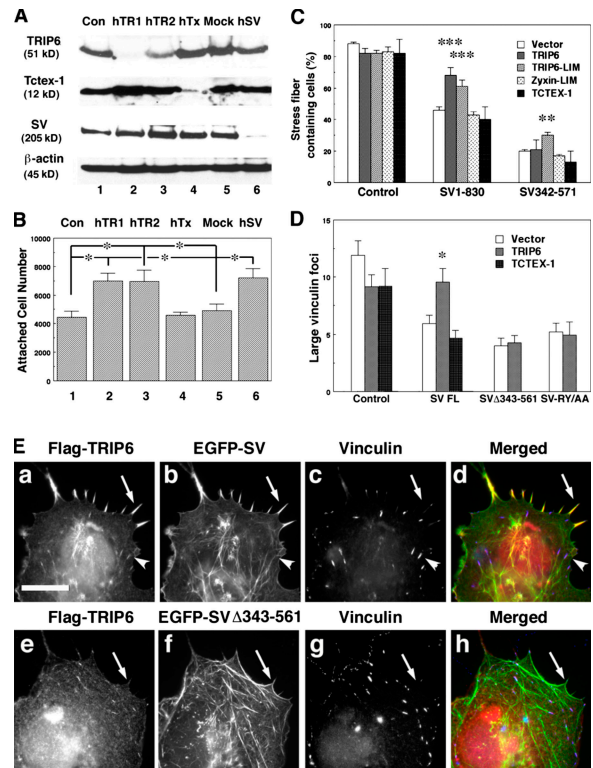 A
Con hTR1 hTR2 hTx Mock hSV
TRIP6
(51 kD)
Tctex-1
(12 kD)
SV
(205 kD)
β-actin
(45 kD)
1 2 3 4 5 6
B
Con hTR1 hTR2 hTx Mock hSV
Attached Cell Number
10000
8000
6000
4000
2000
0
* * * * *
1 2 3 4 5 6
C
Stress fiber
containing cells (%)
100
80
60
40
20
0
***
***
**
Vector
TRIP6
TRIP6-LIM
Zyxin-LIM
TCTEX-1
Control SV1-830 SV342-571
D
Large vinculin foci
15
10
5
0
*
Vector
TRIP6
TCTEX-1
Control SV FL SVΔ343-561 SV-RY/AA
E
Flag-TRIP6 EGFP-SV Vinculin Merged
a b c d
Flag-TRIP6 EGFP-SVΔ343-561 Vinculin Merged
e f g h